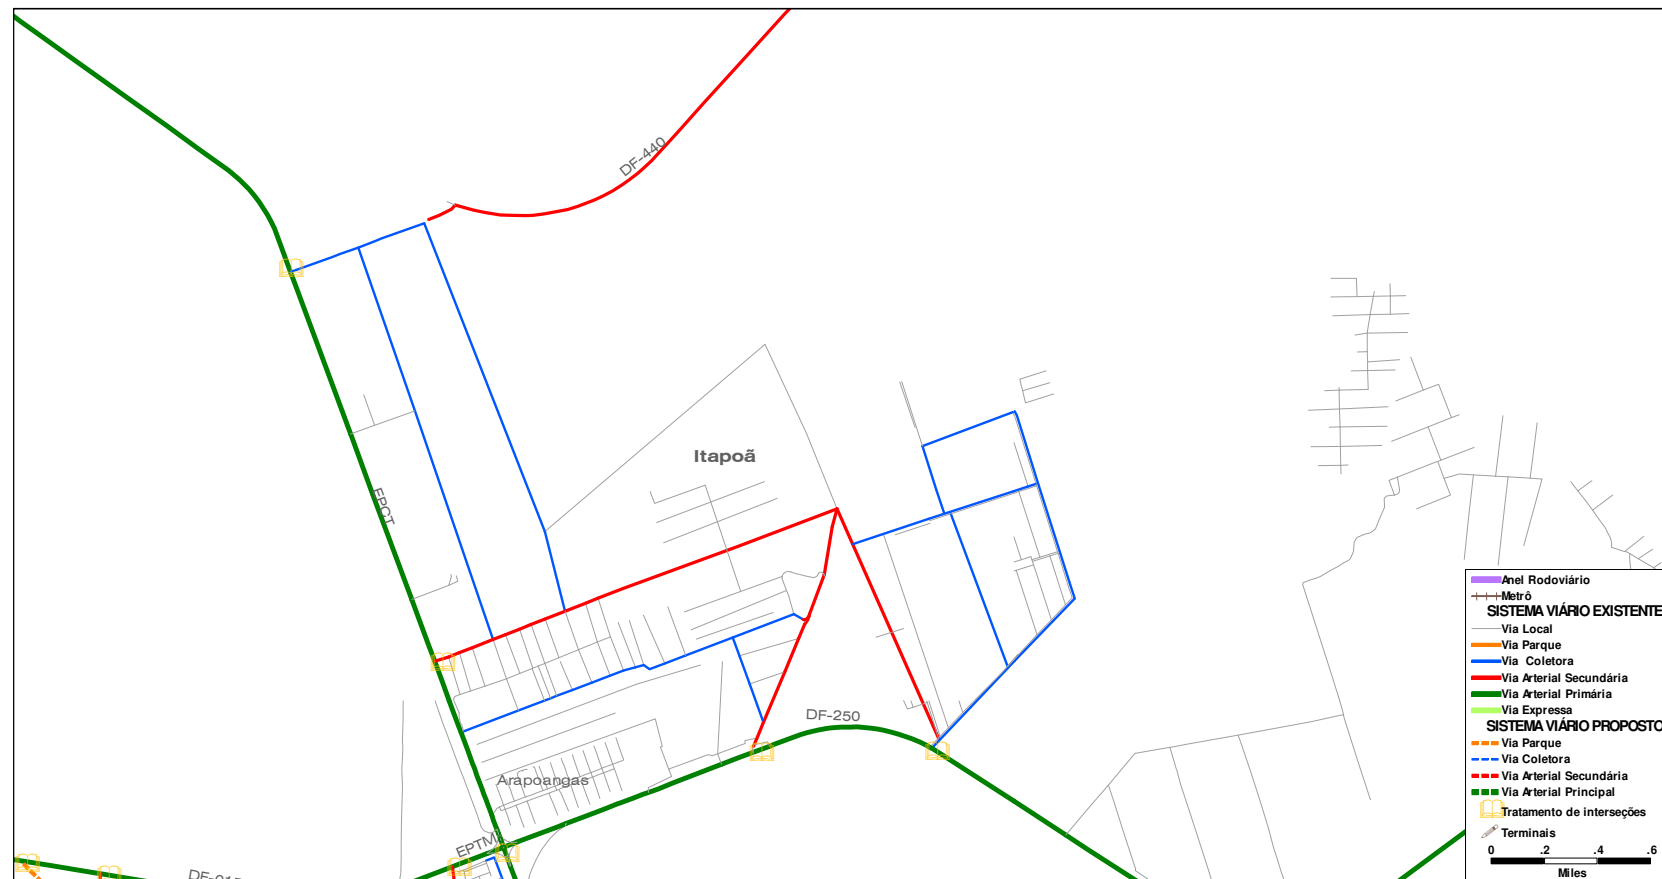 DF-440
Itapoã
EPCT
DF-250
Arapoangas
EPTM
Anel Rodoviário
Metrô
SISTEMA VIÁRIO EXISTENTE
Via Local
Via Parque
Via Coletora
Via Arterial Secundária
Via Arterial Primária
Via Expressa
SISTEMA VIÁRIO PROPOSTO
Via Parque
Via Coletora
Via Arterial Secundária
Via Arterial Principal
Tratamento de interseções
Terminais
0 .2 .4 .6
Miles